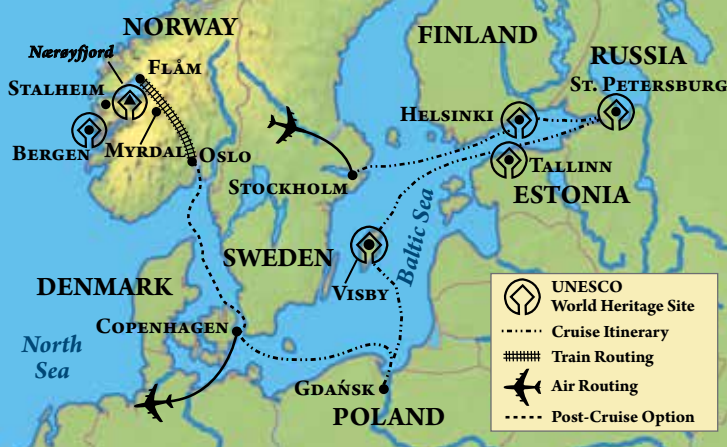 NORWAY
FINLAND
RUSSIA
Nærøyfjord
FLÅM
STALHEIM
ST. PETERSBURG
HELSINKI
BERGEN
MYRDAL
OSLO
TALLINN
STOCKHOLM
ESTONIA
Baltic Sea
SWEDEN
DENMARK
VISBY
UNESCO
World Heritage Site
COPENHAGEN
Cruise Itinerary
North
Sea
Train Routing
GDAŃSK
Air Routing
POLAND
Post-Cruise Option